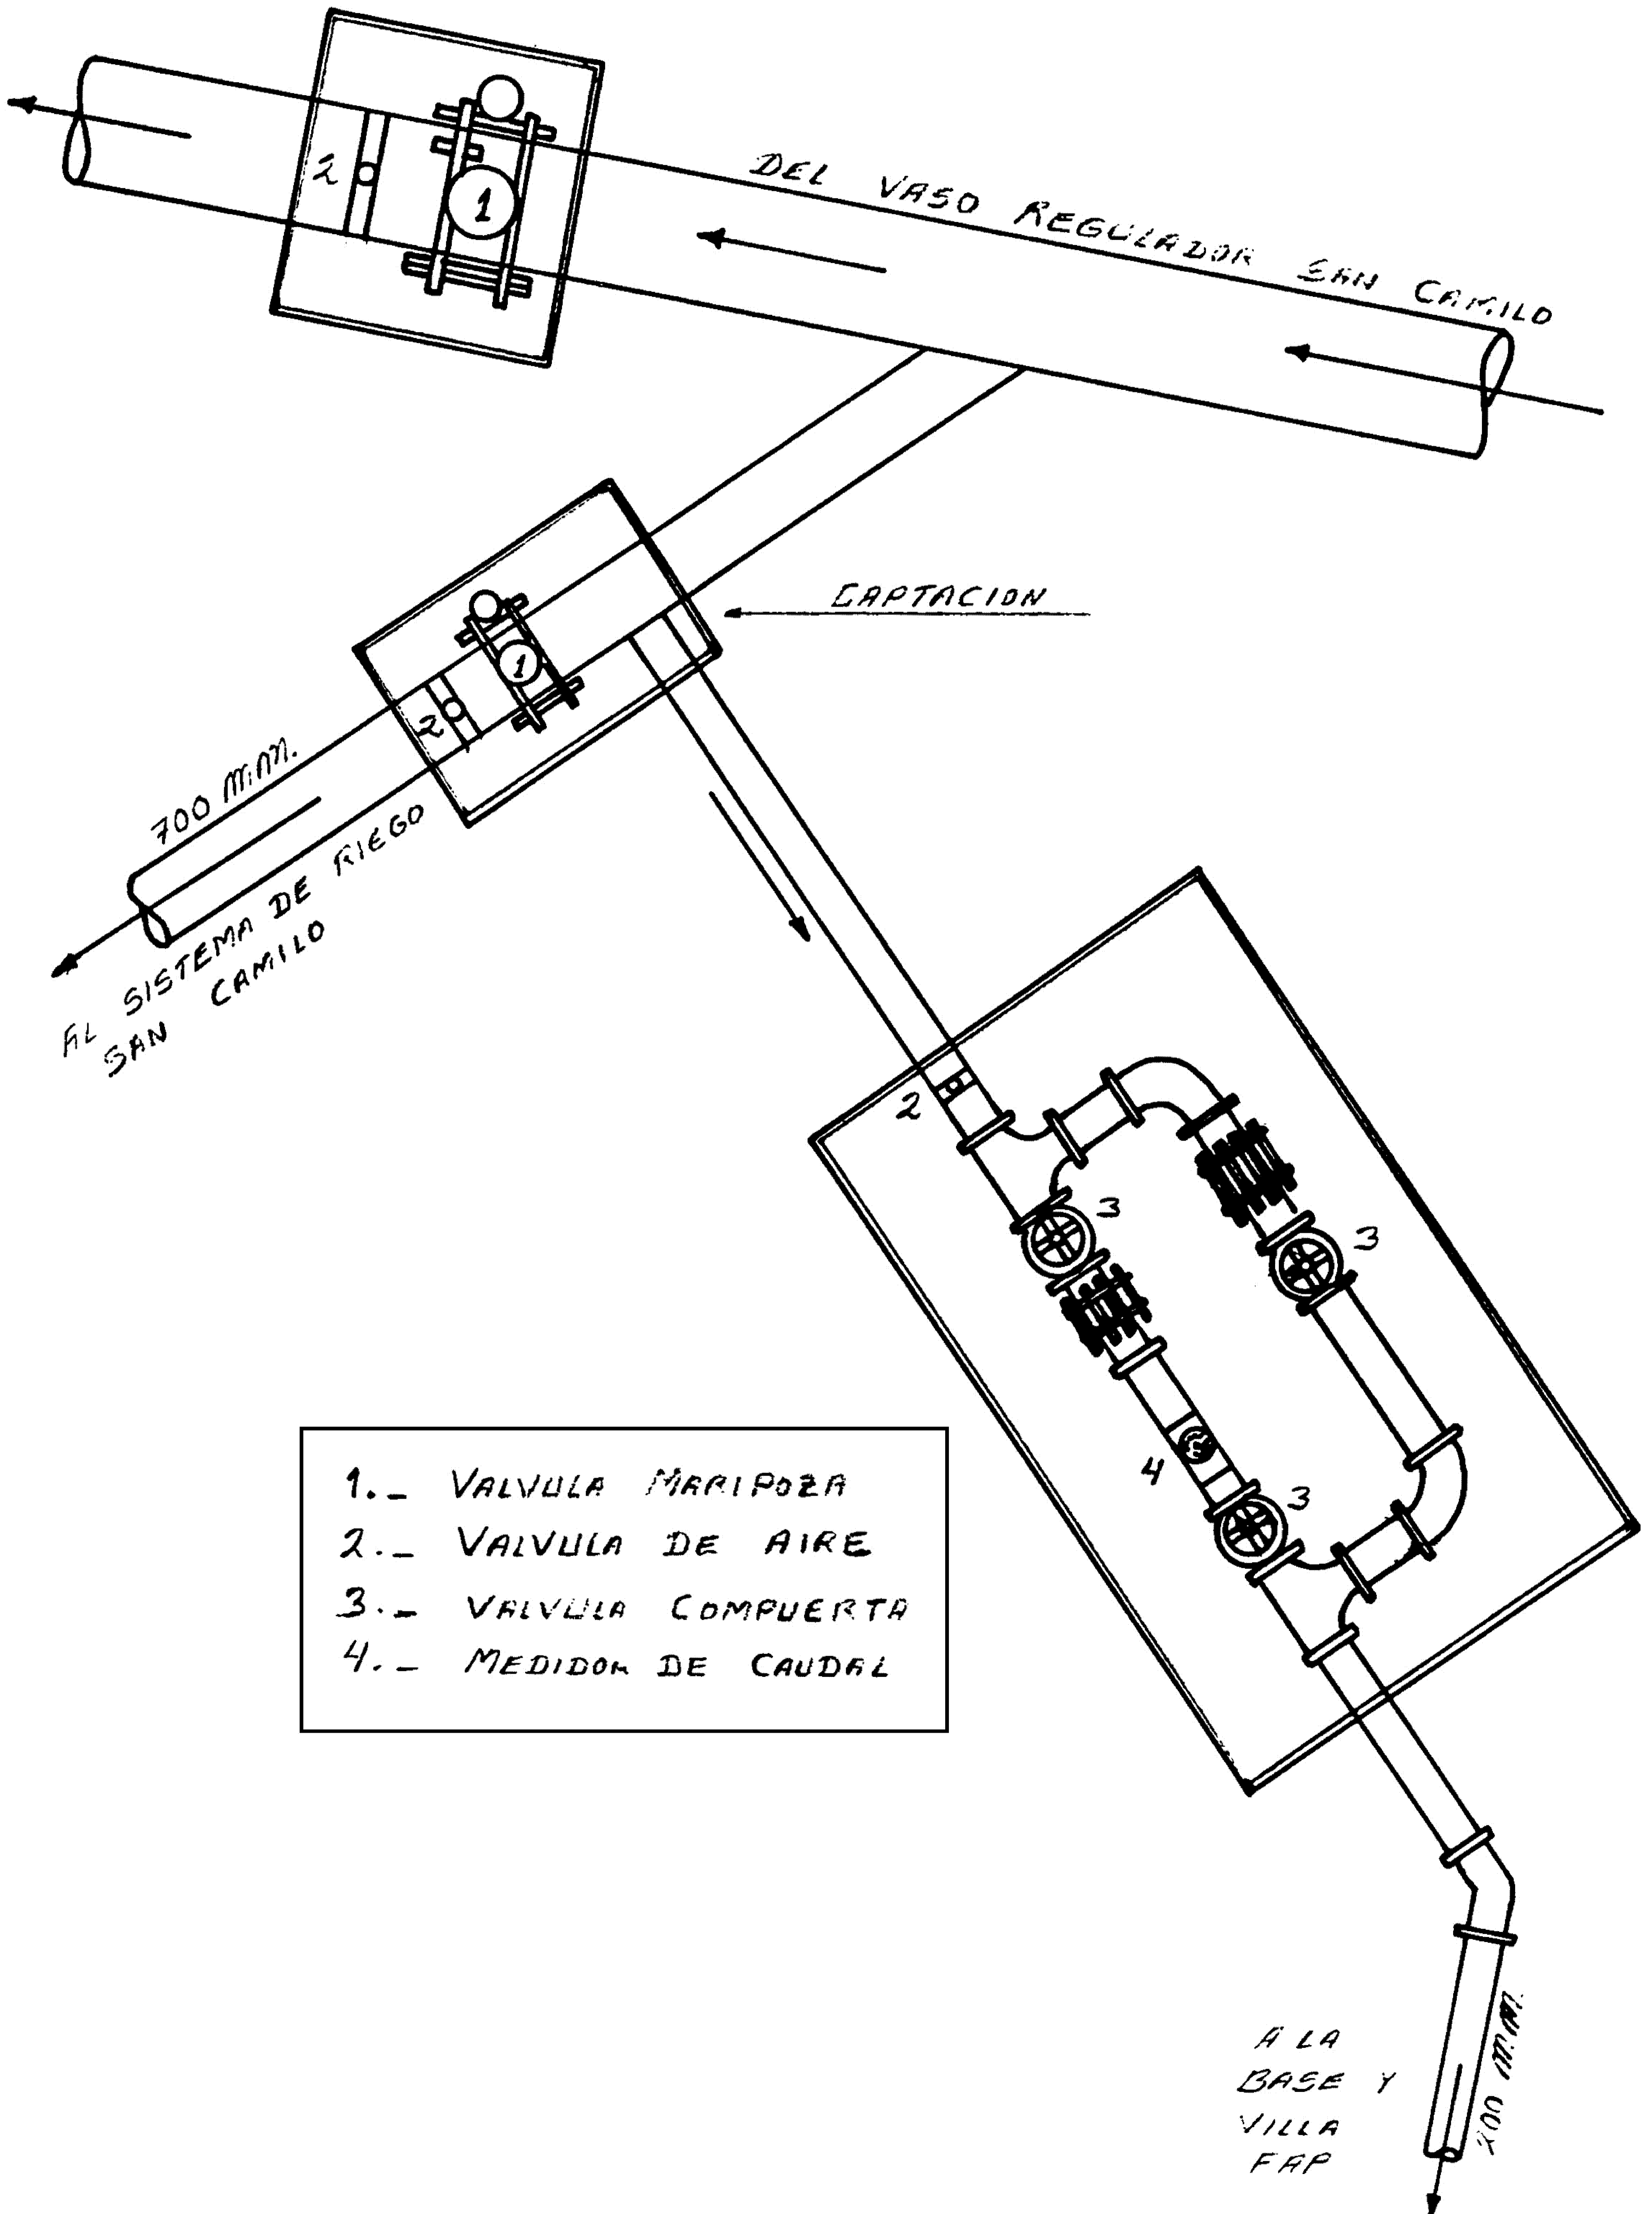 2
1
DEL VASO REGULADOR SAN CAMILO
CAPTACION
1
2
700 M.M.
AL SISTEMA DE RIEGO
SAN CAMILO
2
3
3
4
3
1._ VALVULA MARIPOZA
2._ VALVULA DE AIRE
3._ VALVULA COMPUERTA
4._ MEDIDOR DE CAUDAL
A LA
BASE Y
VILLA
FAP
200 M.M.